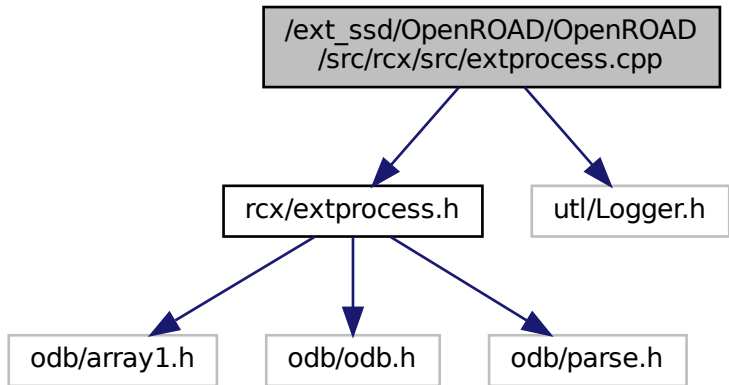 /ext_ssd/OpenROAD/OpenROAD
/src/rcx/src/extprocess.cpp
rcx/extprocess.h
utl/Logger.h
odb/array1.h
odb/odb.h
odb/parse.h